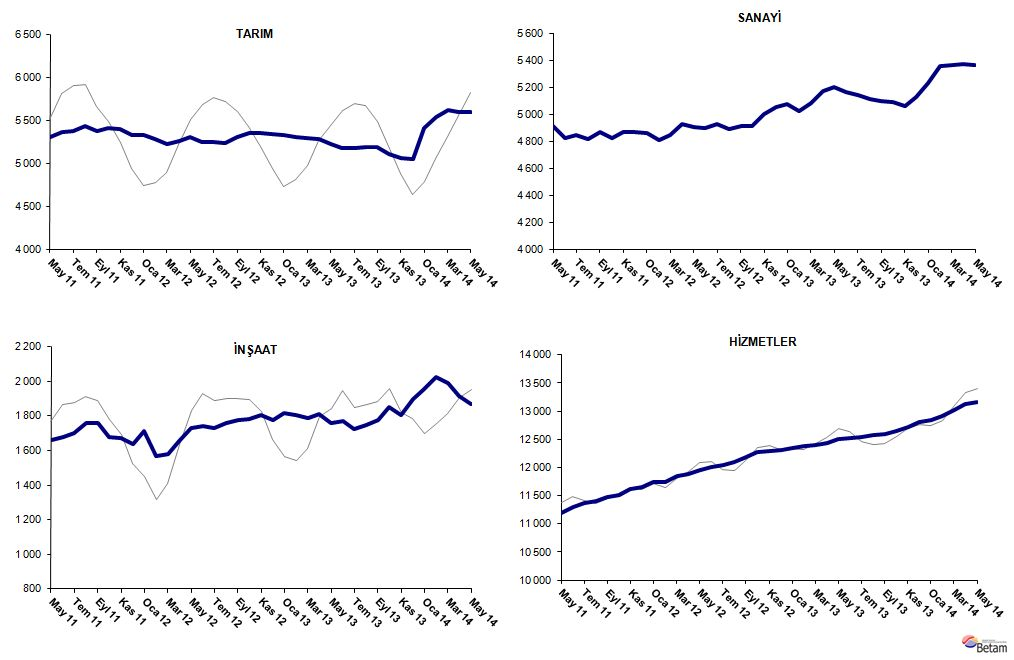 TARIM
6 500
6 000
5 500
5 000
4 500
4 000
May 11
Tem 11
Eyl 11
Kas 11
Oca 12
Mar 12
May 12
Tem 12
Eyl 12
Kas 12
Oca 13
Mar 13
May 13
Tem 13
Eyl 13
Kas 13
Oca 14
Mar 14
May 14
SANAYİ
5 600
5 400
5 200
5 000
4 800
4 600
4 400
4 200
4 000
May 11
Tem 11
Eyl 11
Kas 11
Oca 12
Mar 12
May 12
Tem 12
Eyl 12
Kas 12
Oca 13
Mar 13
May 13
Tem 13
Eyl 13
Kas 13
Oca 14
Mar 14
May 14
İNŞAAT
2 200
2 000
1 800
1 600
1 400
1 200
1 000
800
May 11
Tem 11
Eyl 11
Kas 11
Oca 12
Mar 12
May 12
Tem 12
Eyl 12
Kas 12
Oca 13
Mar 13
May 13
Tem 13
Eyl 13
Kas 13
Oca 14
Mar 14
May 14
HİZMETLER
14 000
13 500
13 000
12 500
12 000
11 500
11 000
10 500
10 000
May 11
Tem 11
Eyl 11
Kas 11
Oca 12
Mar 12
May 12
Tem 12
Eyl 12
Kas 12
Oca 13
Mar 13
May 13
Tem 13
Eyl 13
Kas 13
Oca 14
Mar 14
May 14
Betam